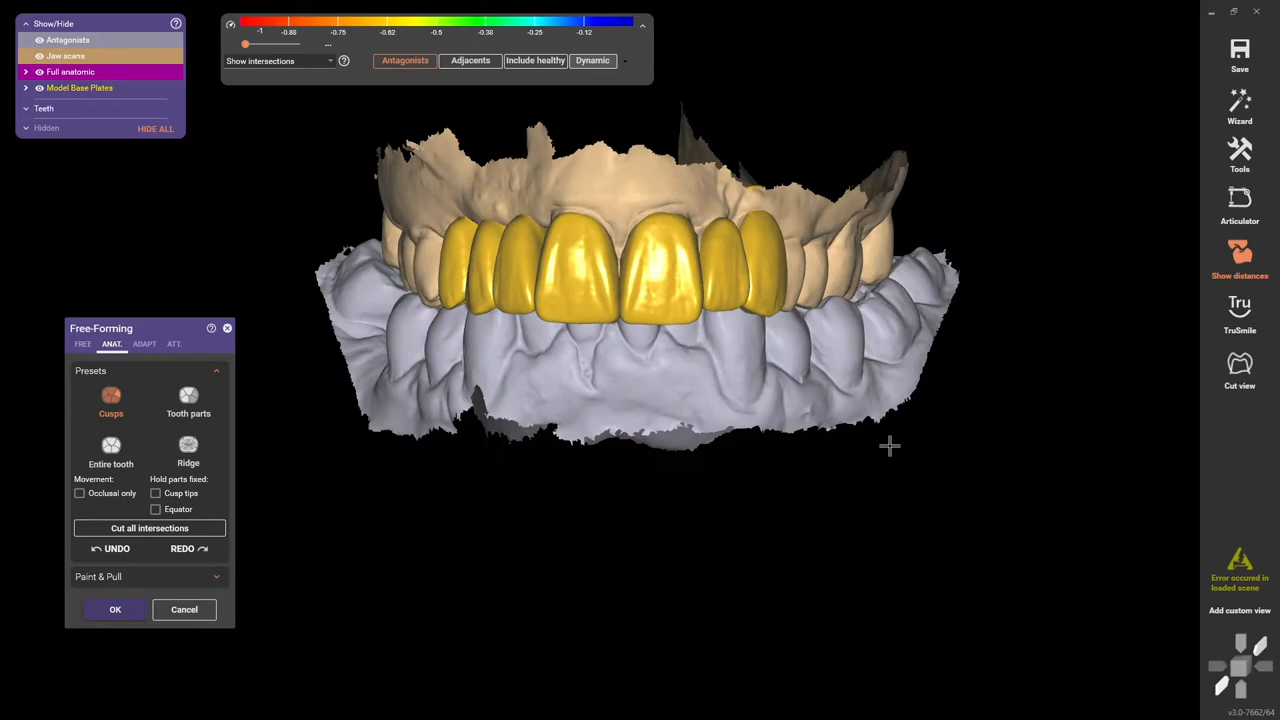 Show/Hide
Antagonists
Jaw scans
Full anatomic
Model Base Plates
Teeth
Hidden HIDE ALL
-1 -0.88 -0.75 -0.62 -0.5 -0.38 -0.25 -0.12
...
Show intersections Antagonists Adjacents Include healthy Dynamic
Free-Forming
FREE ANAT. ADAPT ATT.
Presets
Cusps Tooth parts
Entire tooth Ridge
Movement: Hold parts fixed:
Occlusal only Cusp tips
Equator
Cut all intersections
UNDO REDO
Paint & Pull
OK Cancel
Save
Wizard
Tools
Articulator
Show distances
Tru
TruSmile
Cut view
Error occured in
loaded scene
Add custom view
v3.0-7662/64